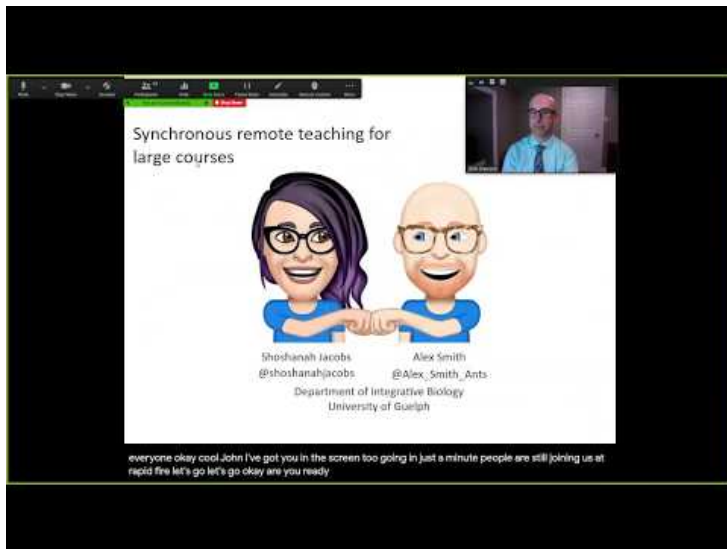 Synchronous remote teaching for
large courses
Shoshanah Jacobs
@shoshanahjacobs
Alex Smith
@Alex_Smith_Ants
Department of Integrative Biology
University of Guelph
everyone okay cool John I've got you in the screen too going in just a minute people are still joining us at
rapid fire let's go let's go okay are you ready